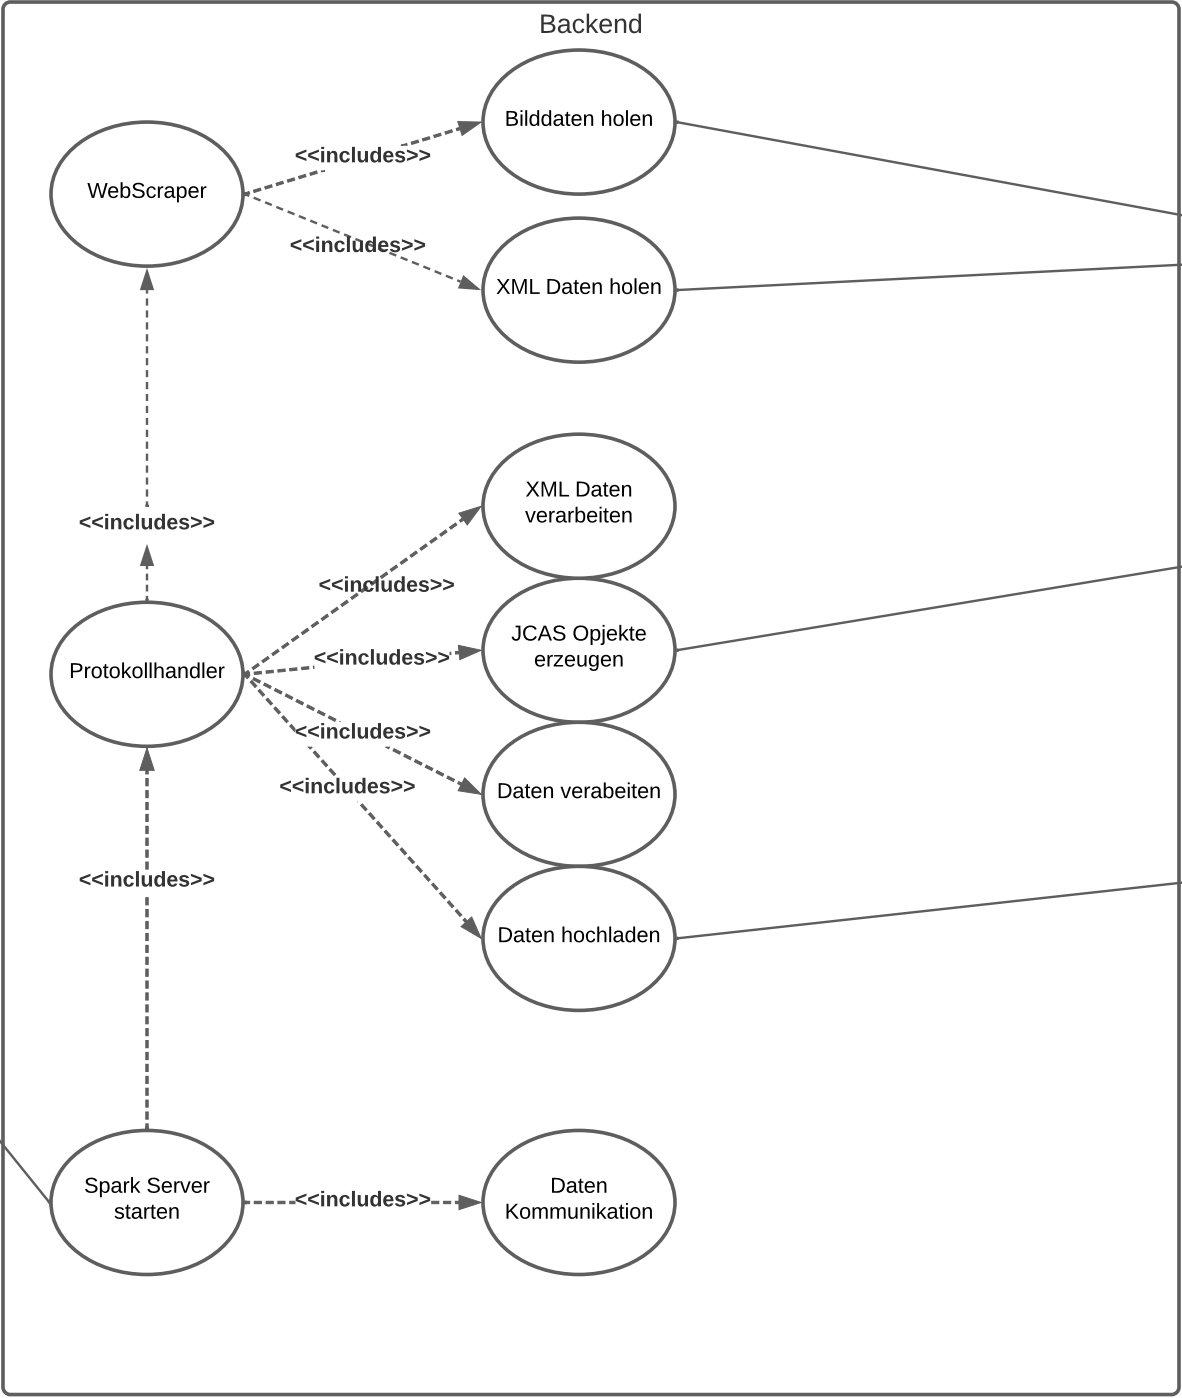 Backend
Bilddaten holen
<<includes>>
WebScraper
<<includes>>
XML Daten holen
XML Daten
verarbeiten
<<includes>>
<<includes>>
JCAS Opjekte
erzeugen
<<includes>>
Protokollhandler
<<includes>>
<<includes>>
Daten verabeiten
<<includes>>
Daten hochladen
Spark Server
starten
<<includes>>
Daten
Kommunikation